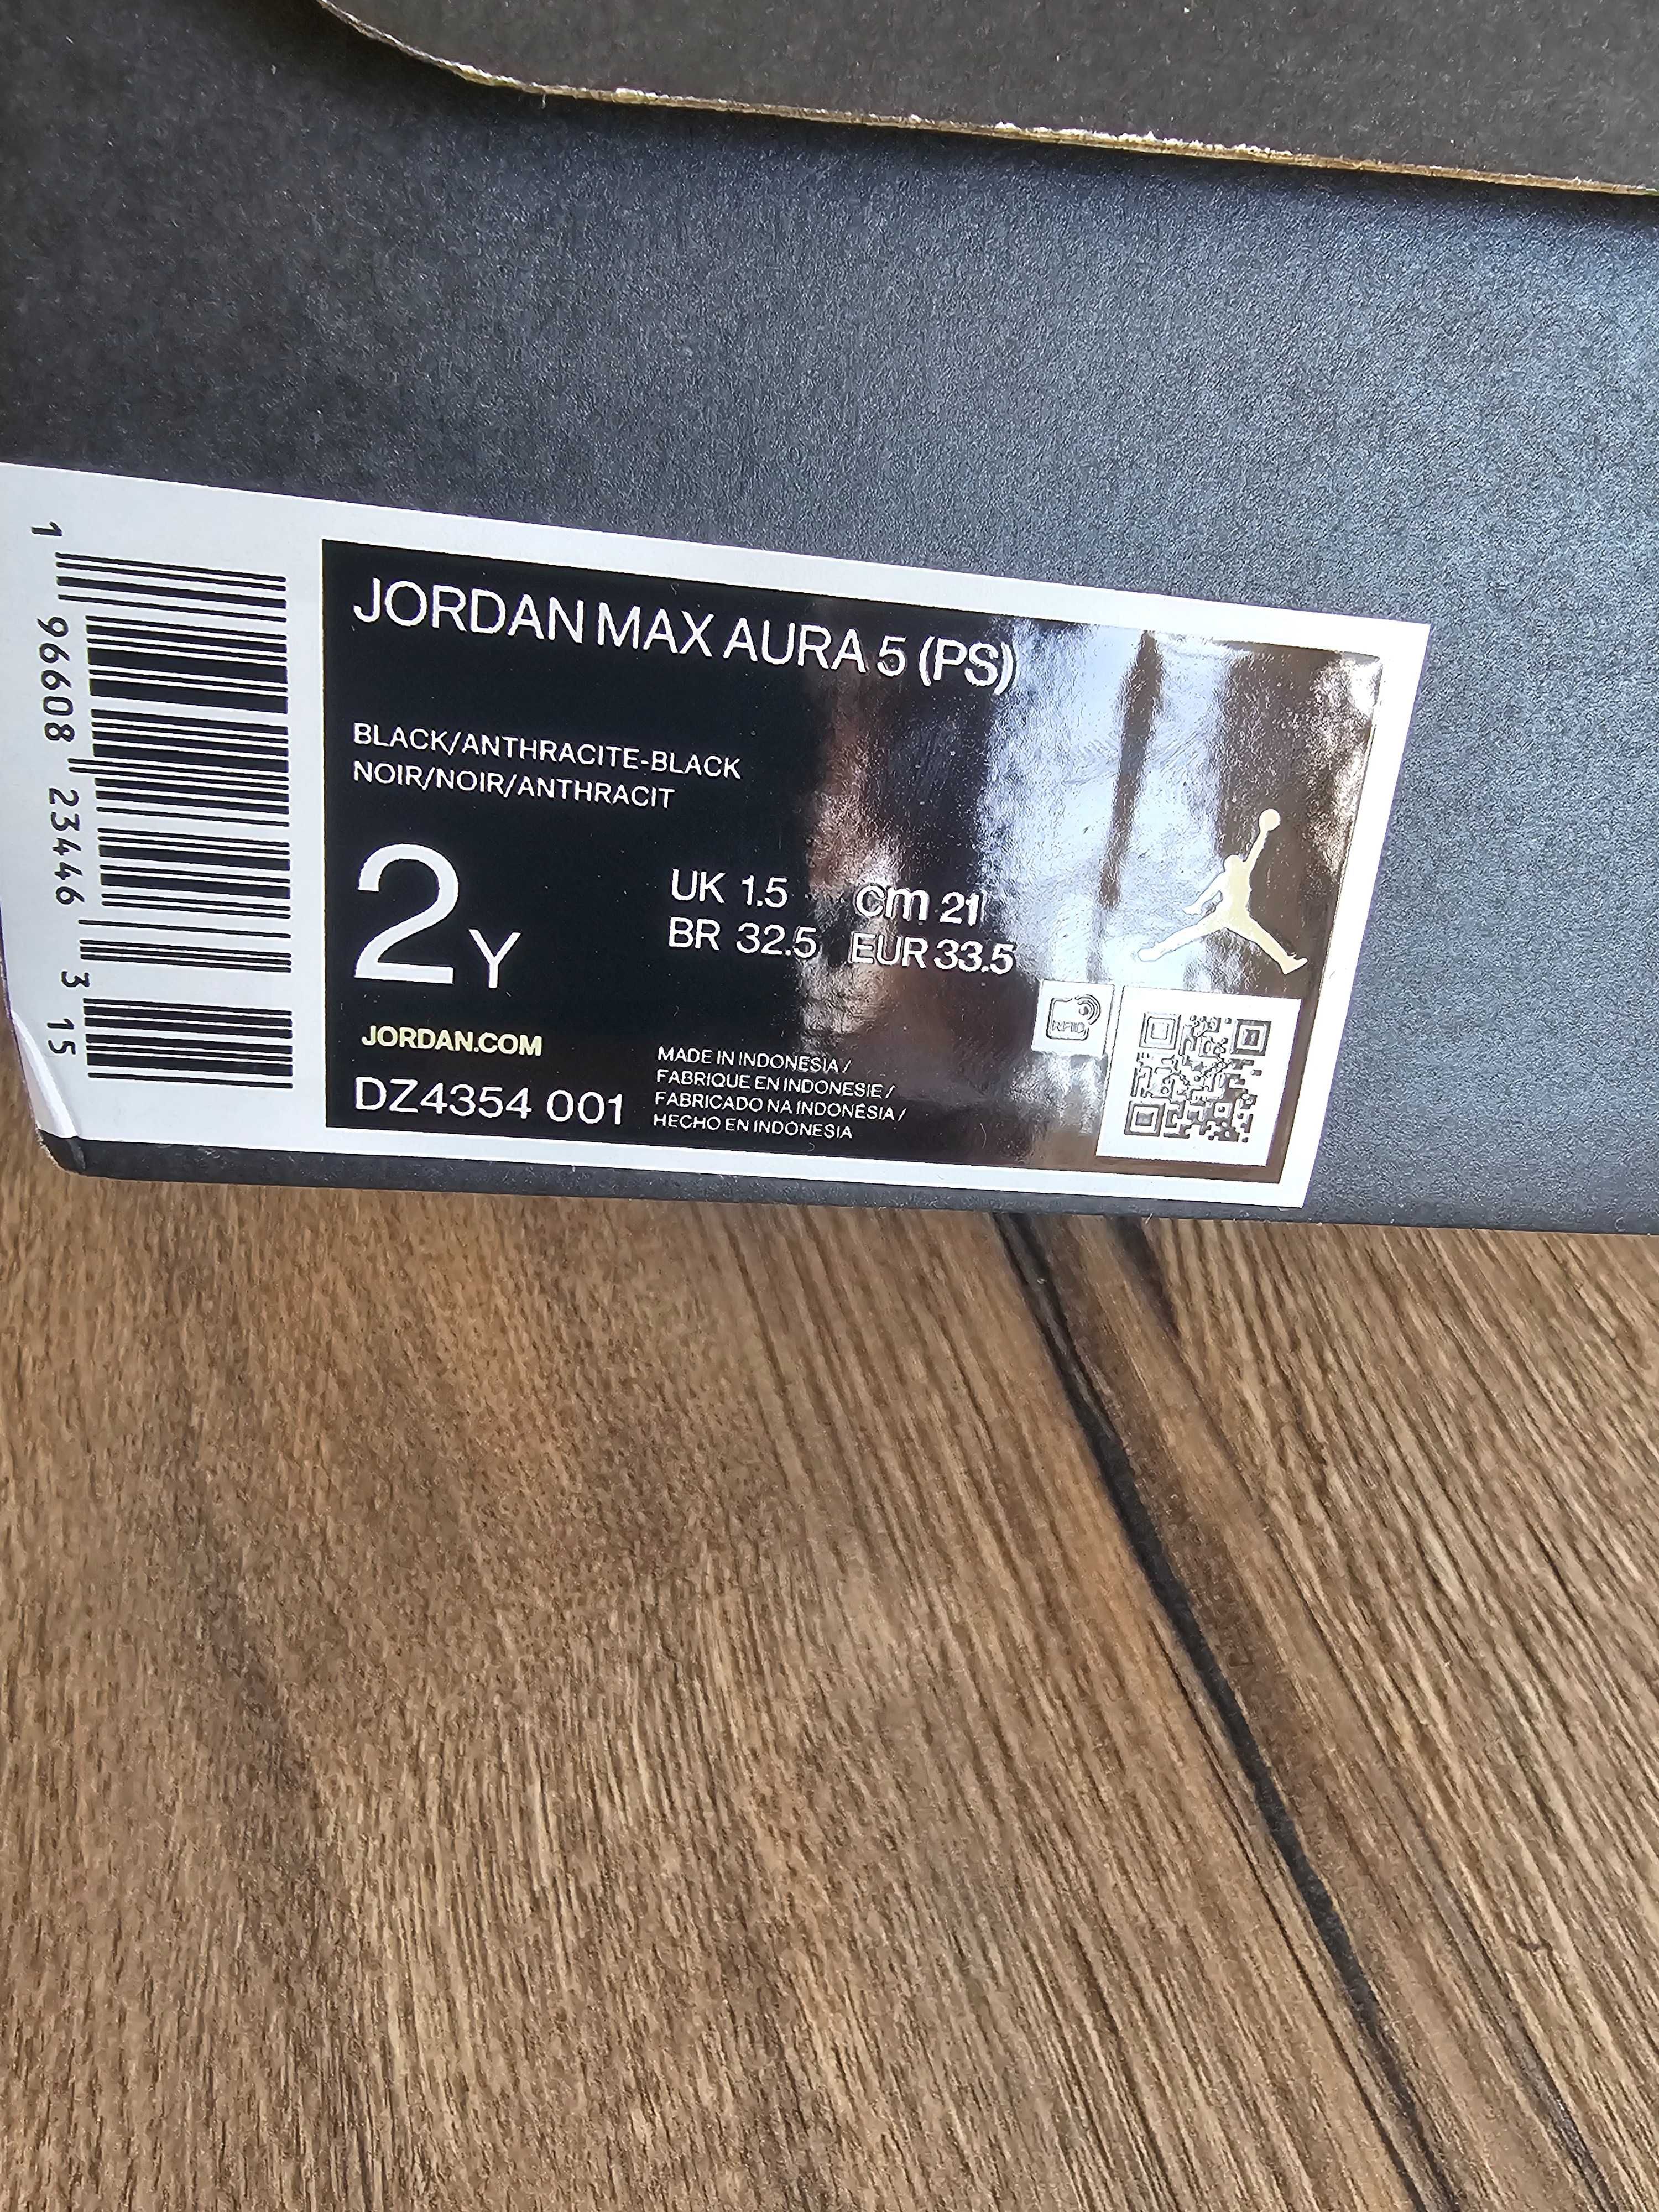 JORDAN MAX AURA 5 (PS)
BLACK/ANTHRACITE-BLACK
NOIR/NOIR/ANTHRACIT
2Y
UK 1.5 cm 21
BR 32.5 EUR 33.5
JORDAN.COM
DZ4354 001
MADE IN INDONESIA /
FABRIQUE EN INDONESIE /
FABRICADO NA INDONÉSIA /
HECHO EN INDONESIA
RFID
1 96608 23446 3 15